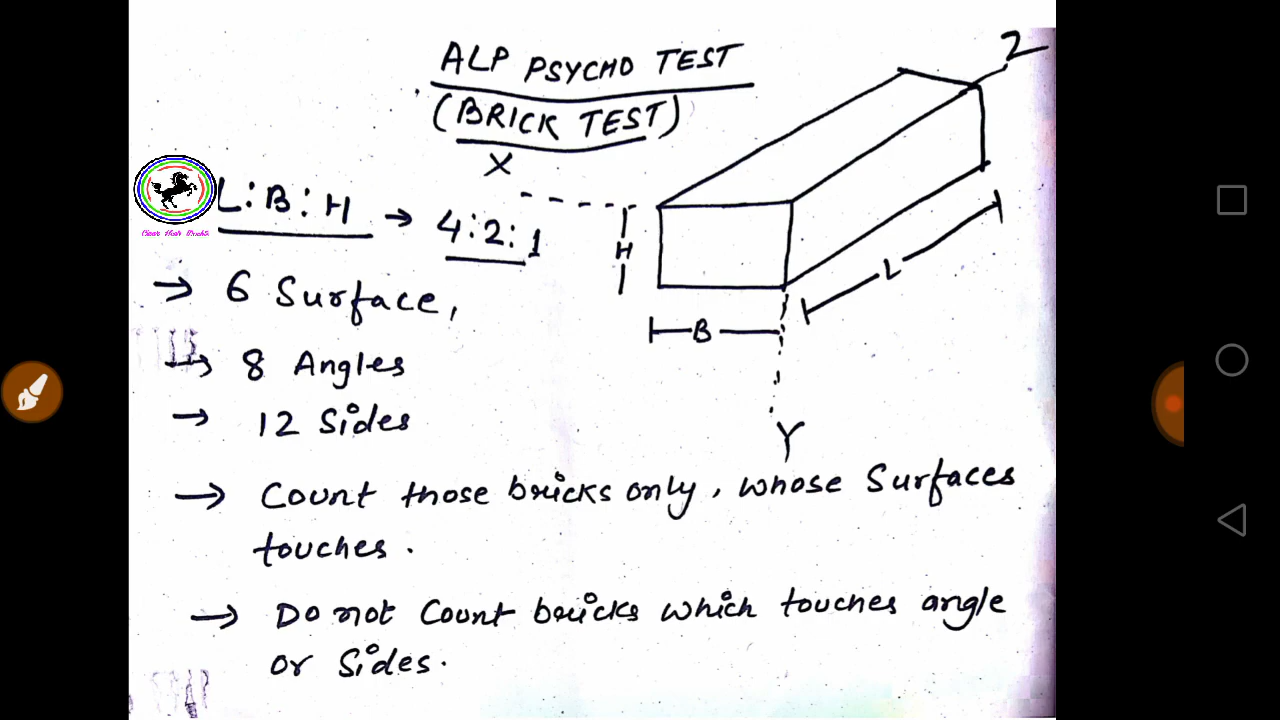 ALP PSYCHO TEST
(BRICK TEST)
X
2
L:B:H → 4:2:1
H
L
B
Y
→ 6 Surface,
→ 8 Angles
→ 12 Sides
→ Count those bricks only, whose Surfaces
touches.
→ Do not Count bricks which touches angle
or Sides.